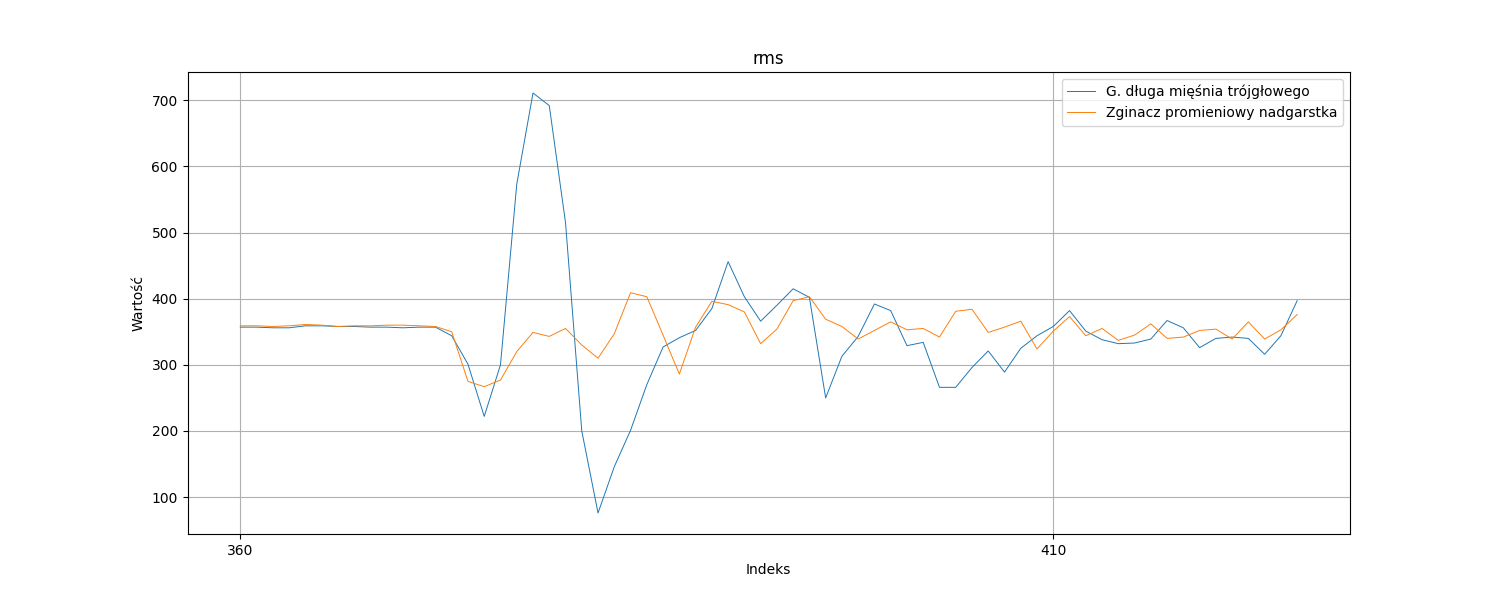 rms
G. długa mięśnia trójgłowego
Zginacz promieniowy nadgarstka
Wartość
700
600
500
400
300
200
100
360
410
Indeks